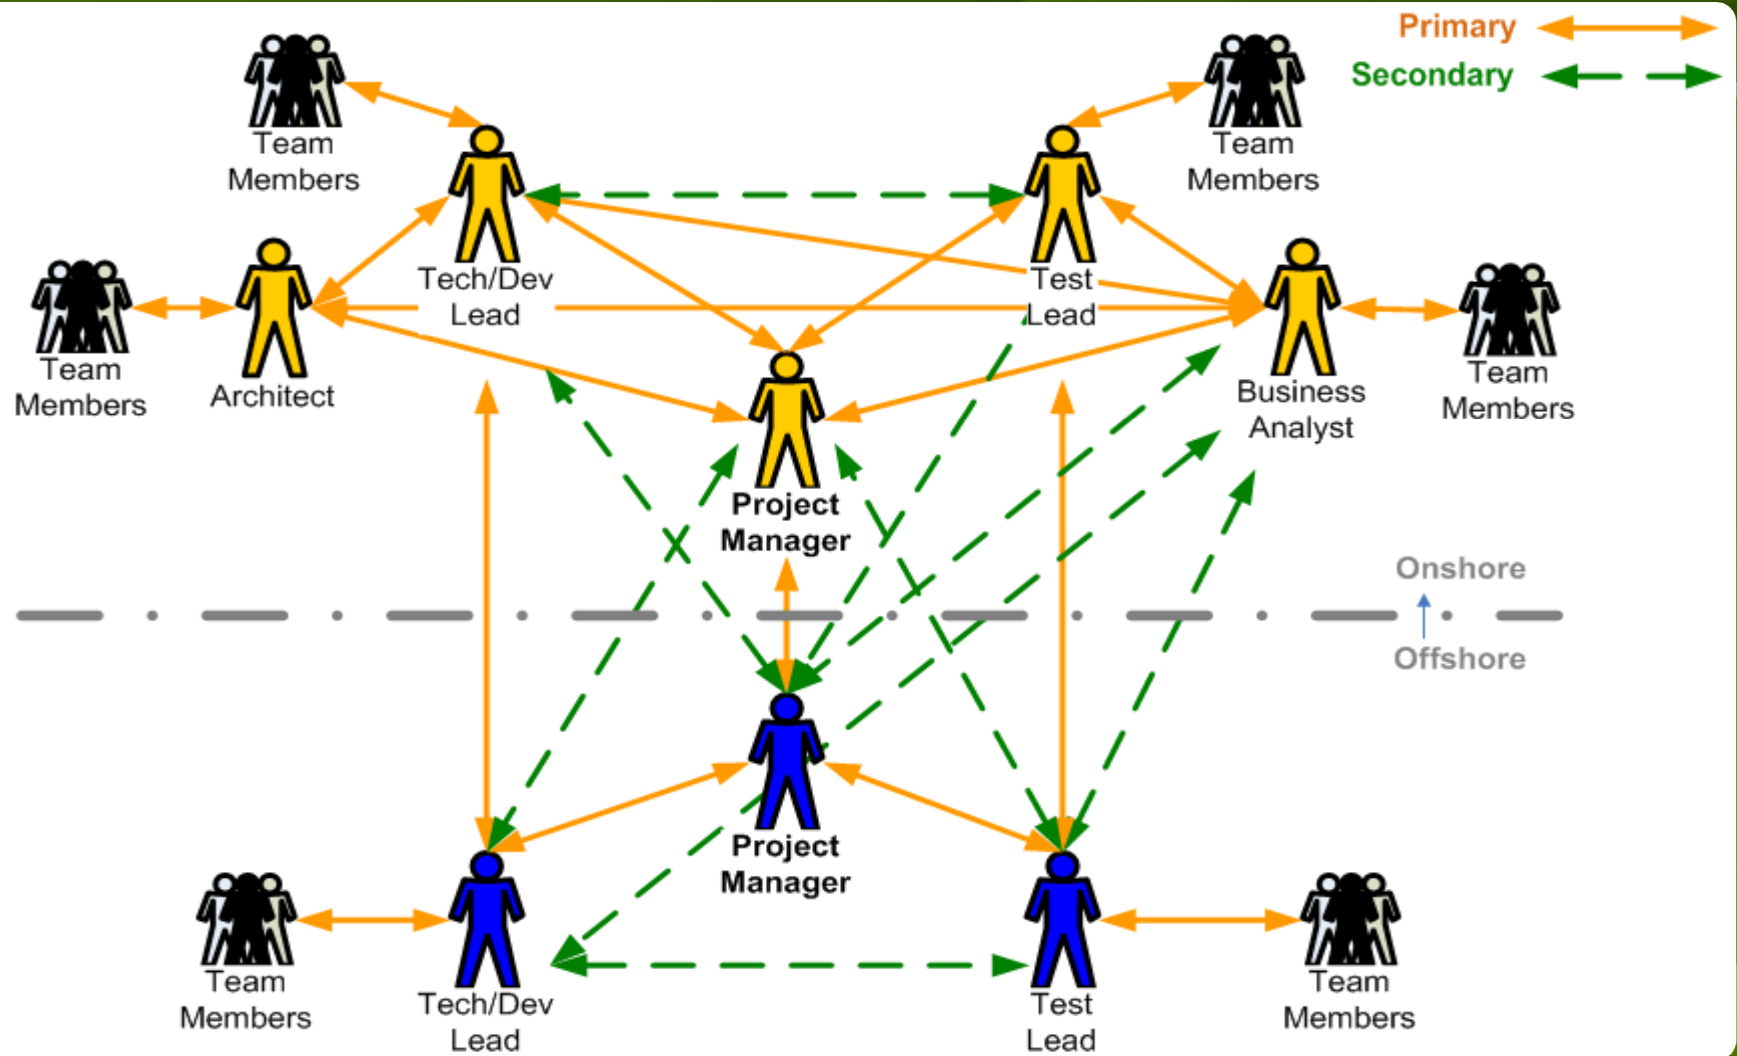 Primary
Secondary
Team
Members
Team
Members
Tech/Dev
Lead
Test
Lead
Team
Members
Architect
Business
Analyst
Team
Members
Project
Manager
Onshore
Offshore
Project
Manager
Team
Members
Tech/Dev
Lead
Test
Lead
Team
Members